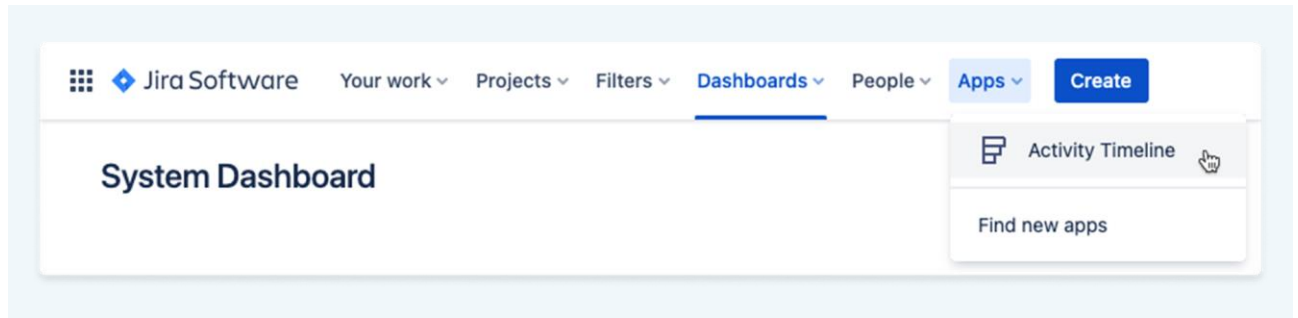 Jira Software Your work Projects Filters Dashboards People Apps Create
Activity Timeline
System Dashboard
Find new apps